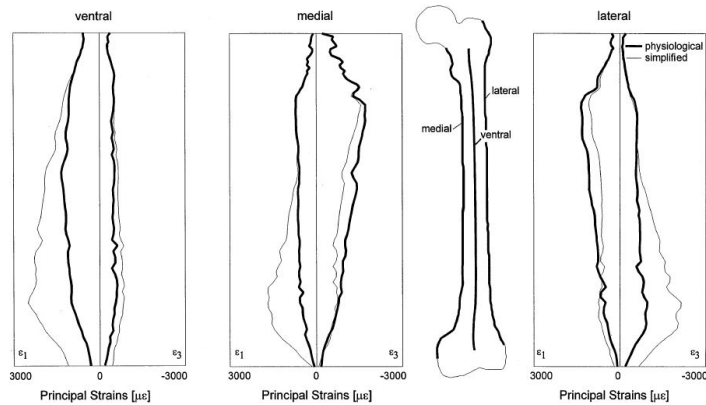 ventral
medial
lateral
physiological
simplified
lateral
medial
ventral
ε1
ε3
ε1
ε3
ε1
ε3
3000 0 -3000
3000 0 -3000
3000 0 -3000
Principal Strains [με]
Principal Strains [με]
Principal Strains [με]